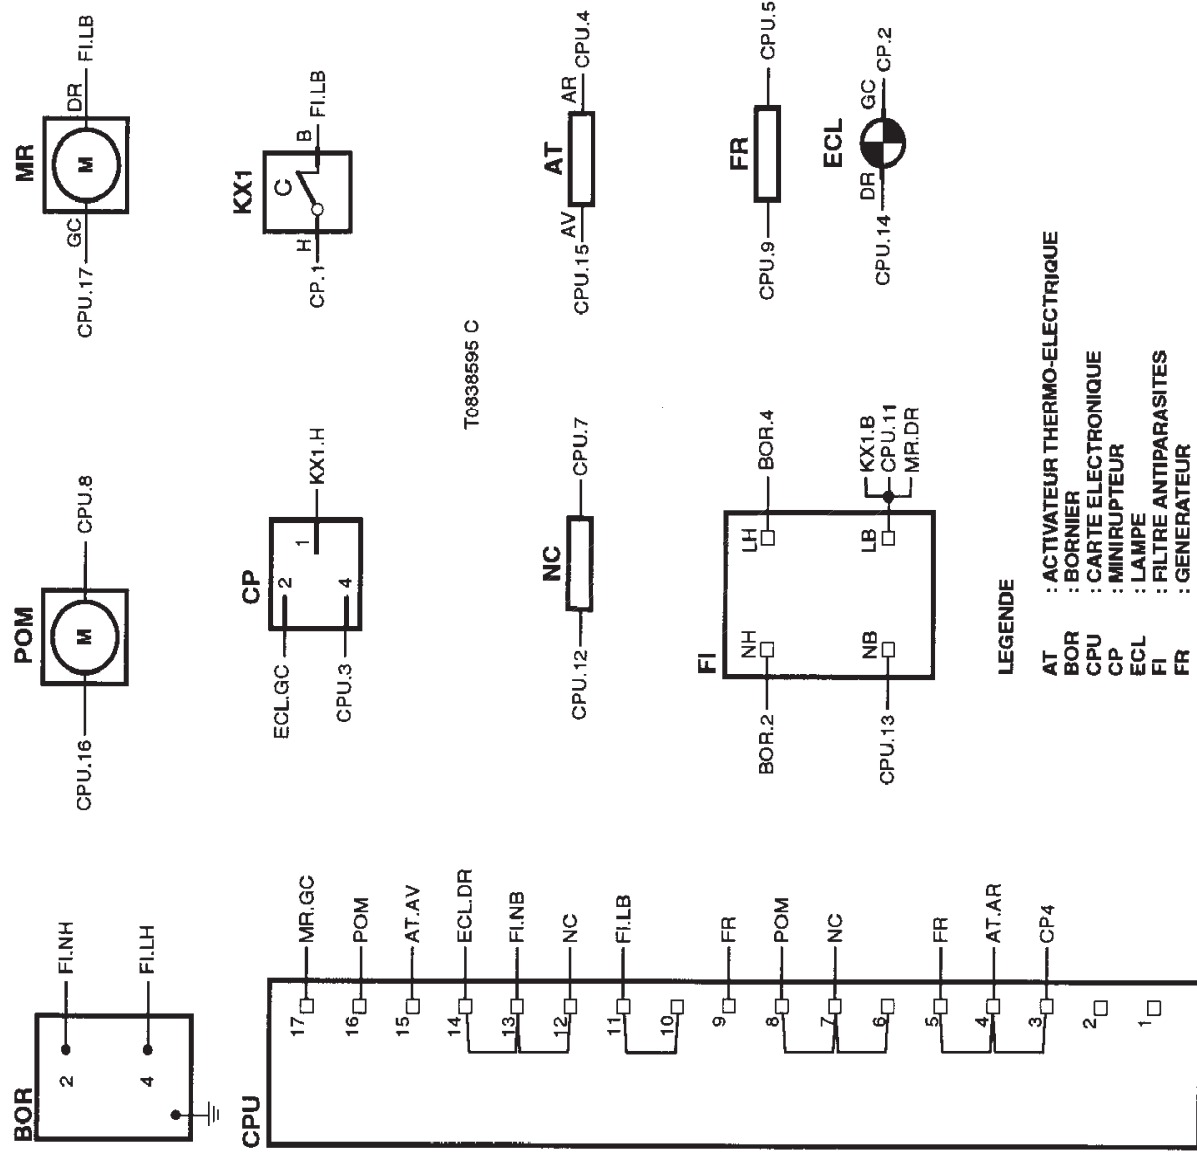 BOR
2
FI.NH
4
FI.LH
CPU
17
MR.GC
16
POM
15
AT.AV
14
ECL.DR
13
FI.NB
12
NC
11
FI.LB
10
9
FR
8
POM
7
NC
6
5
FR
4
AT.AR
3
CP.4
2
1
POM
M
CPU.16
CPU.8
MR
M
CPU.17
GC
DR
FI.LB
CP
ECL.GC
2
1
KX1.H
CPU.3
4
KX1
CP.1
H
C
B
FI.LB
T0838595 C
NC
CPU.12
CPU.7
AT
CPU.15
AV
AR
CPU.4
FI
BOR.2
NH
LH
BOR.4
CPU.13
NB
LB
KX1.B
CPU.11
MR.DR
FR
CPU.9
CPU.5
ECL
CPU.14
DR
GC
CP.2
LEGENDE
AT : ACTIVATEUR THERMO-ELECTRIQUE
BOR : BORNIER
CPU : CARTE ELECTRONIQUE
CP : MINIRUPTEUR
ECL : LAMPE
FI : FILTRE ANTIPARASITES
FR : GENERATEUR